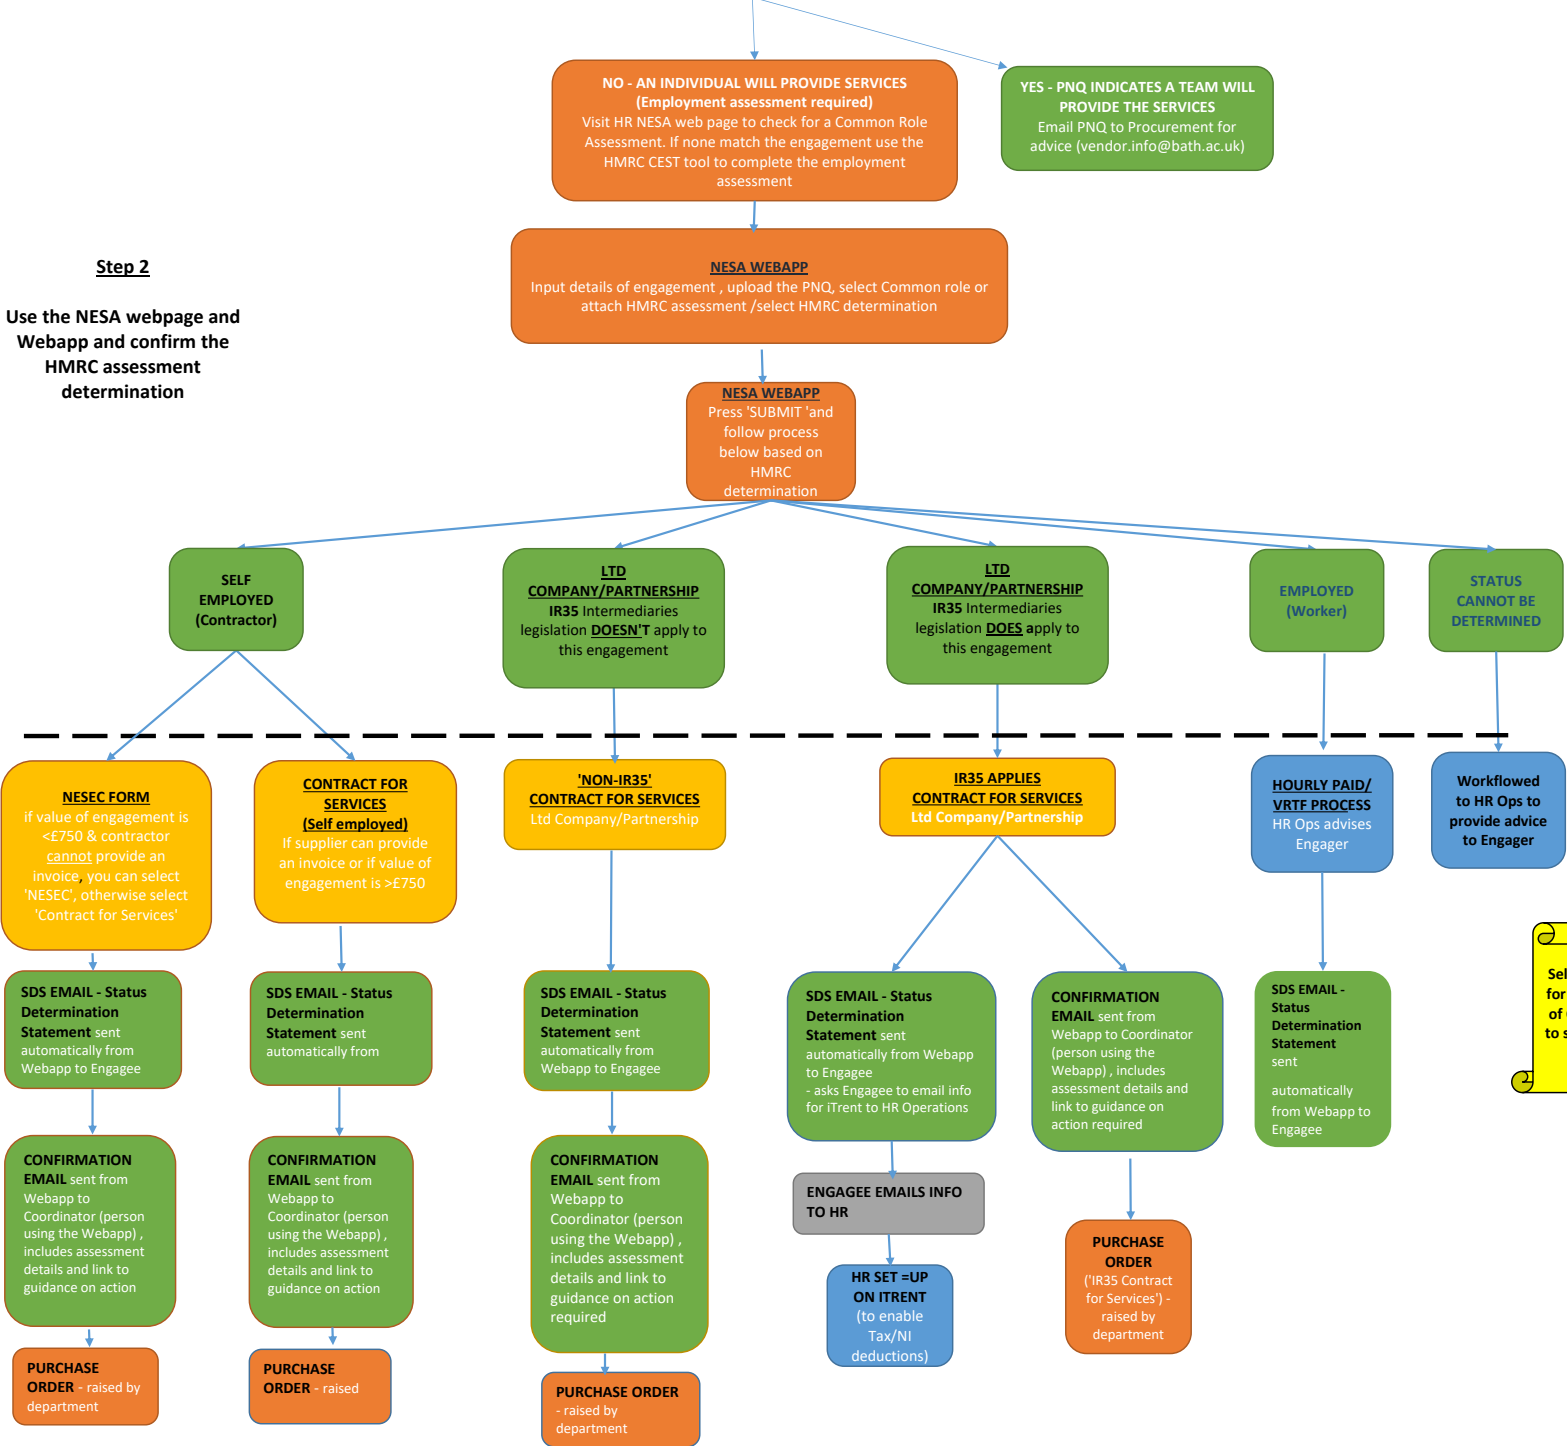 NO - AN INDIVIDUAL WILL PROVIDE SERVICES
(Employment assessment required)
Visit HR NESA web page to check for a Common Role
Assessment. If none match the engagement use the
HMRC CEST tool to complete the employment
assessment
YES - PNQ INDICATES A TEAM WILL
PROVIDE THE SERVICES
Email PNQ to Procurement for
advice (vendor.info@bath.ac.uk)
Step 2
Use the NESA webpage and
Webapp and confirm the
HMRC assessment
determination
NESA WEBAPP
Input details of engagement , upload the PNQ, select Common role or
attach HMRC assessment /select HMRC determination
NESA WEBAPP
Press 'SUBMIT 'and
follow process
below based on
HMRC
determination
SELF
EMPLOYED
(Contractor)
LTD
COMPANY/PARTNERSHIP
IR35 Intermediaries
legislation DOESN'T apply to
this engagement
LTD
COMPANY/PARTNERSHIP
IR35 Intermediaries
legislation DOES apply to
this engagement
EMPLOYED
(Worker)
STATUS
CANNOT BE
DETERMINED
NESEC FORM
if value of engagement is
<£750 & contractor
cannot provide an
invoice, you can select
'NESEC', otherwise select
'Contract for Services'
CONTRACT FOR
SERVICES
(Self employed)
If supplier can provide
an invoice or if value of
engagement is >£750
'NON-IR35'
CONTRACT FOR SERVICES
Ltd Company/Partnership
IR35 APPLIES
CONTRACT FOR SERVICES
Ltd Company/Partnership
HOURLY PAID/
VRTF PROCESS
HR Ops advises
Engager
Workflowed
to HR Ops to
provide advice
to Engager
SDS EMAIL - Status
Determination
Statement sent
automatically from
Webapp to Engagee
SDS EMAIL - Status
Determination
Statement sent
automatically from
SDS EMAIL - Status
Determination
Statement sent
automatically from
Webapp to Engagee
SDS EMAIL - Status
Determination
Statement sent
automatically from Webapp
to Engagee
- asks Engagee to email info
for iTrent to HR Operations
CONFIRMATION
EMAIL sent from
Webapp to Coordinator
(person using the
Webapp) , includes
assessment details and
link to guidance on
action required
SDS EMAIL -
Status
Determination
Statement
sent
automatically
from Webapp to
Engagee
Sel
for
of
to s
CONFIRMATION
EMAIL sent from
Webapp to
Coordinator (person
using the Webapp) ,
includes assessment
details and link to
guidance on action
CONFIRMATION
EMAIL sent from
Webapp to
Coordinator (person
using the Webapp) ,
includes assessment
details and link to
guidance on action
CONFIRMATION
EMAIL sent from
Webapp to
Coordinator (person
using the Webapp) ,
includes assessment
details and link to
guidance on action
required
ENGAGEE EMAILS INFO
TO HR
HR SET =UP
ON ITRENT
(to enable
Tax/NI
deductions)
PURCHASE
ORDER
('IR35 Contract
for Services') -
raised by
department
PURCHASE
ORDER - raised by
department
PURCHASE
ORDER - raised
PURCHASE ORDER
- raised by
department